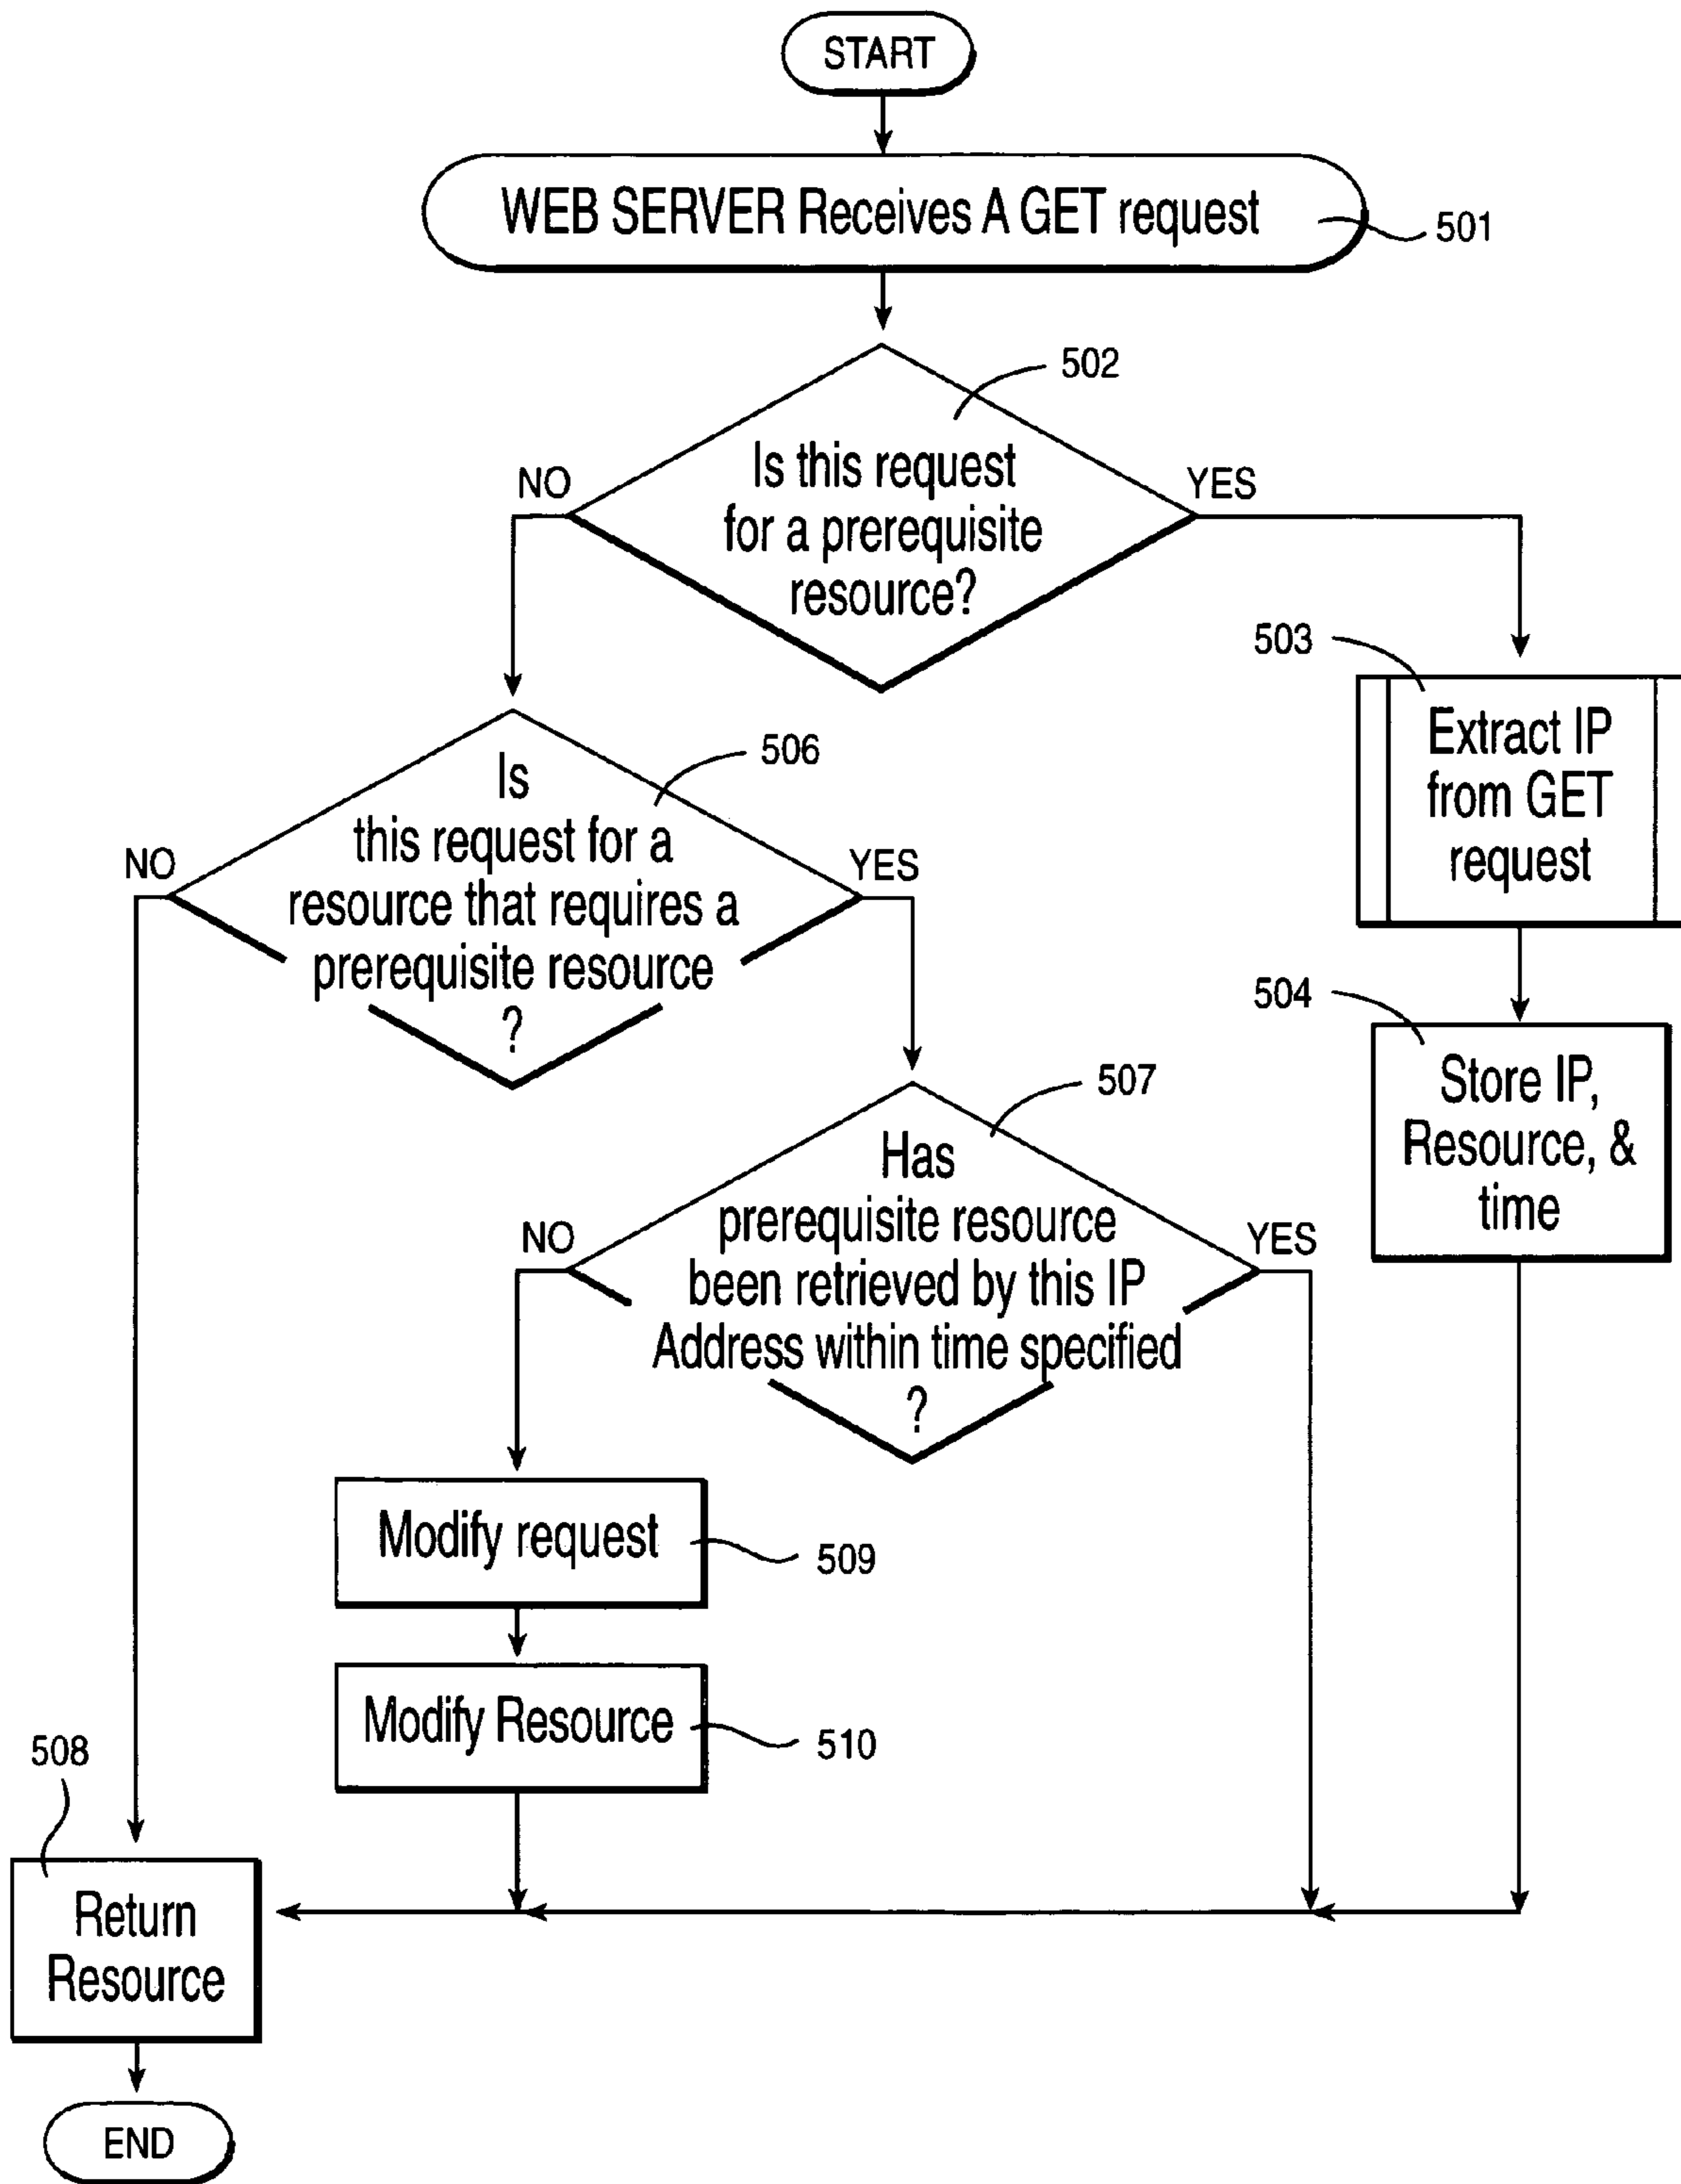 START
WEB SERVER Receives A GET request
501
502
Is this request
for a prerequisite
resource?
NO
YES
503
Extract IP
from GET
request
506
Is
this request for a
resource that requires a
prerequisite resource
?
NO
YES
504
Store IP,
Resource, &
time
507
Has
prerequisite resource
been retrieved by this IP
Address within time specified
?
NO
YES
Modify request
509
Modify Resource
510
508
Return
Resource
END